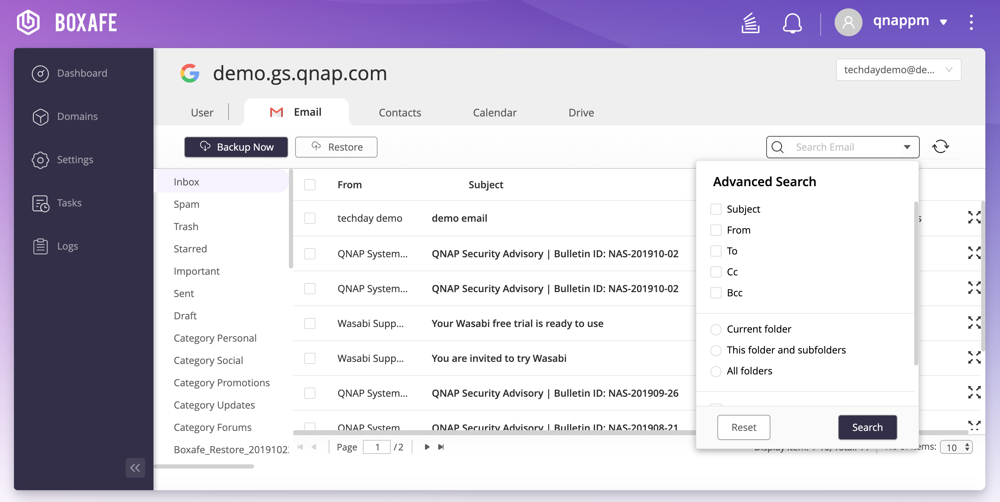 BOXAFE
qnappm
Dashboard
Domains
Settings
Tasks
Logs
demo.gs.qnap.com
techdaydemo@de...
User
Email
Contacts
Calendar
Drive
Backup Now
Restore
Search Email
Inbox
Spam
Trash
Starred
Important
Sent
Draft
Category Personal
Category Social
Category Promotions
Category Updates
Category Forums
Boxafe_Restore_2019102
From Subject
techday demo demo email
QNAP System... QNAP Security Advisory | Bulletin ID: NAS-201910-02
QNAP System... QNAP Security Advisory | Bulletin ID: NAS-201910-02
Wasabi Supp... Your Wasabi free trial is ready to use
Wasabi Supp... You are invited to try Wasabi
QNAP System... QNAP Security Advisory | Bulletin ID: NAS-201909-26
QNAP System QNAP Security Advisory | Bulletin ID: NAS-201908-21
Advanced Search
Subject
From
To
Cc
Bcc
Current folder
This folder and subfolders
All folders
Reset
Search
Page 1 /2
10